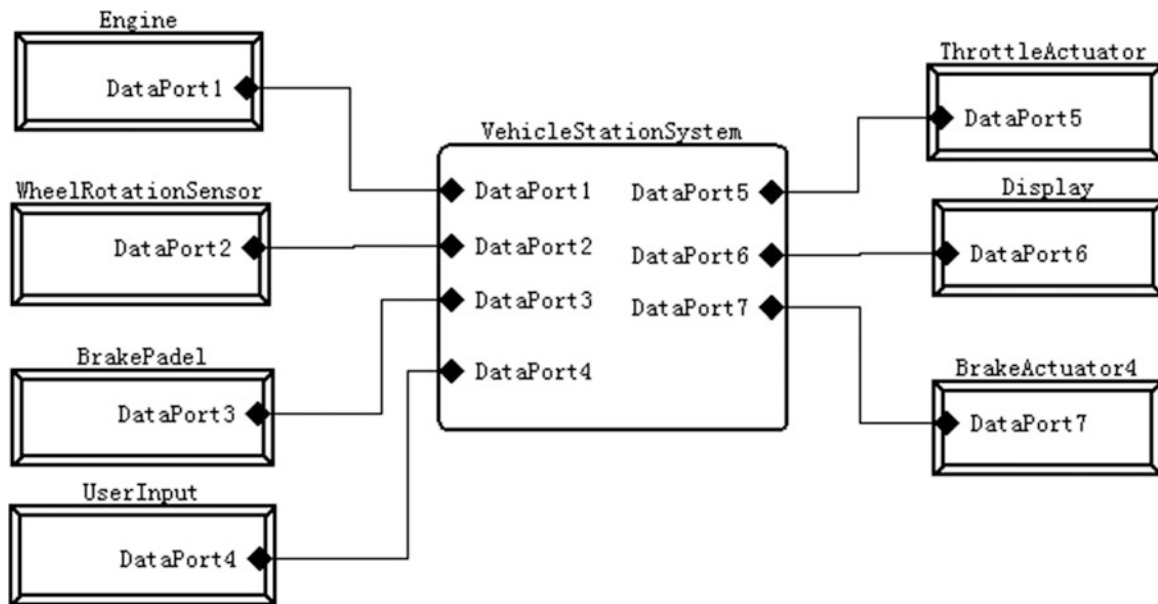 Engine
DataPort1
WheelRotationSensor
DataPort2
BrakePadel
DataPort3
UserInput
DataPort4
VehicleStationSystem
DataPort1
DataPort2
DataPort3
DataPort4
DataPort5
DataPort6
DataPort7
ThrottleActuator
DataPort5
Display
DataPort6
BrakeActuator4
DataPort7